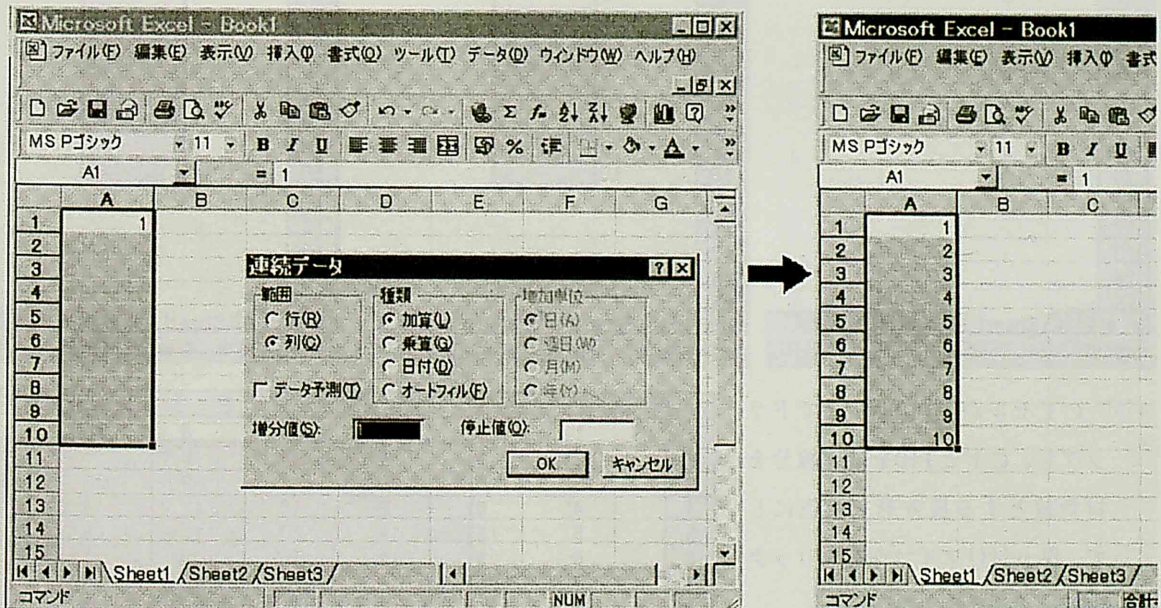 Microsoft Excel - Book1
ファイル(F) 編集(E) 表示(V) 挿入(I) 書式(O) ツール(T) データ(D) ウィンドウ(W) ヘルプ(H)
MS Pゴシック 11 B I U %
A1 = 1
A B C D E F G
1 1
2
3
4
5
6
7
8
9
10
11
12
13
14
15
連続データ
範囲
行(R)
列(C)
データ予測(T)
種類
加算(L)
乗算(G)
日付(D)
オートフィル(F)
増加単位
日(A)
週日(W)
月(M)
年(Y)
増分値(S):
停止値(O):
OK キャンセル
Sheet1 Sheet2 Sheet3
コマンド NUM
Microsoft Excel - Book1
ファイル(F) 編集(E) 表示(V) 挿入(I) 書式
MS Pゴシック 11 B I U
A1 = 1
A B C
1 1
2 2
3 3
4 4
5 5
6 6
7 7
8 8
9 9
10 10
11
12
13
14
15
Sheet1 Sheet2 Sheet3
コマンド 合計